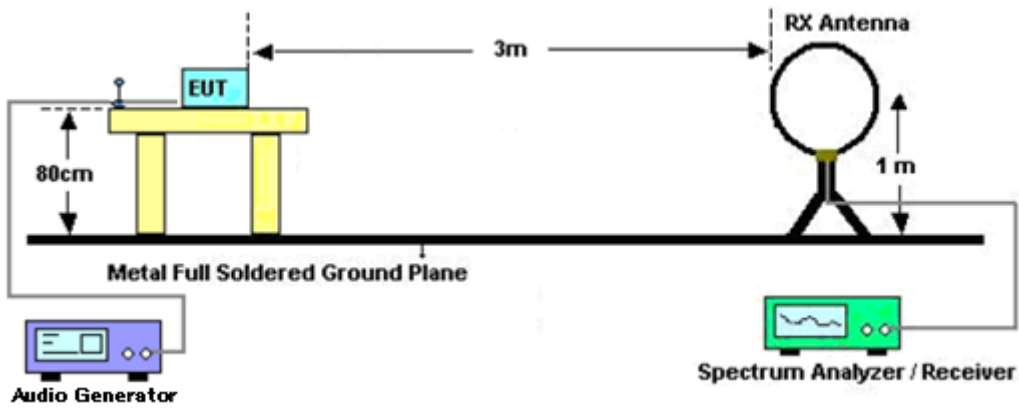 RX Antenna
3m
EUT
80cm
1 m
Metal Full Soldered Ground Plane
Spectrum Analyzer / Receiver
Audio Generator